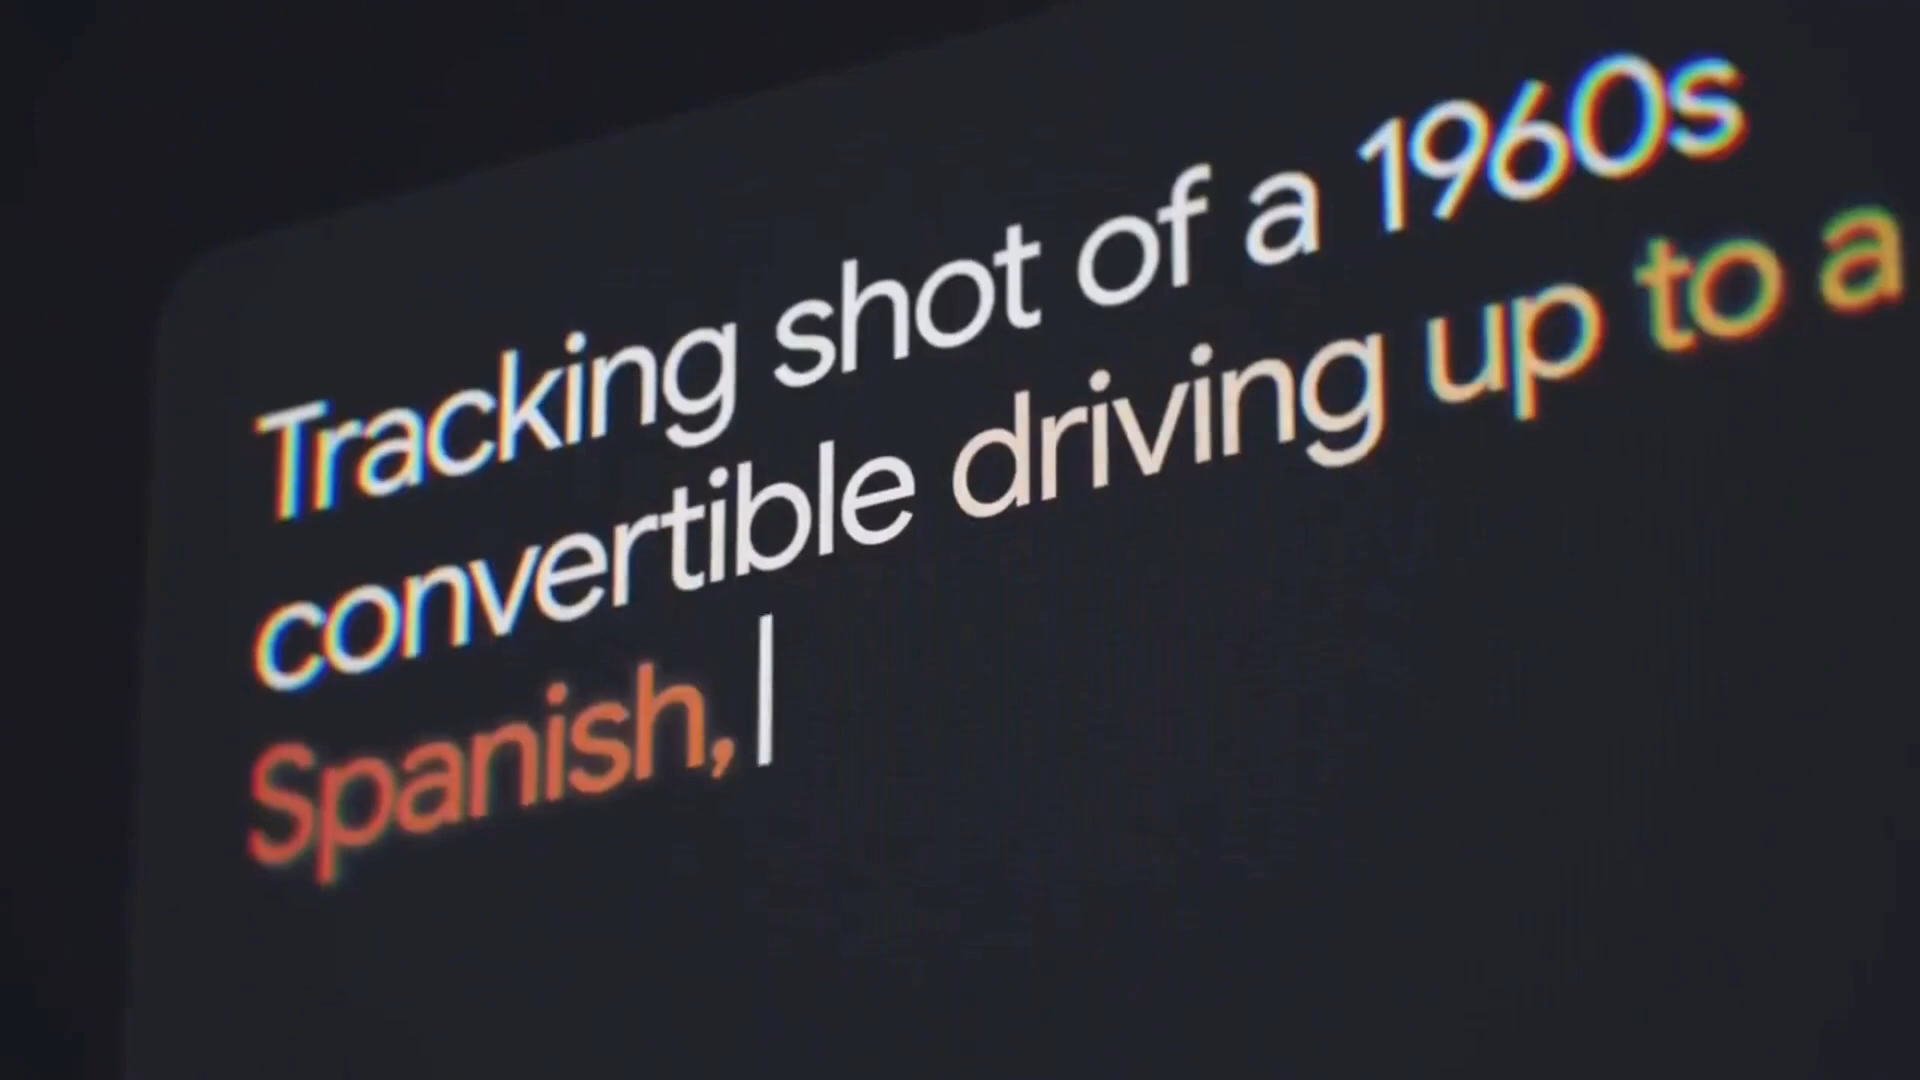 Tracking shot of a 1960s
convertible driving up to a
Spanish,